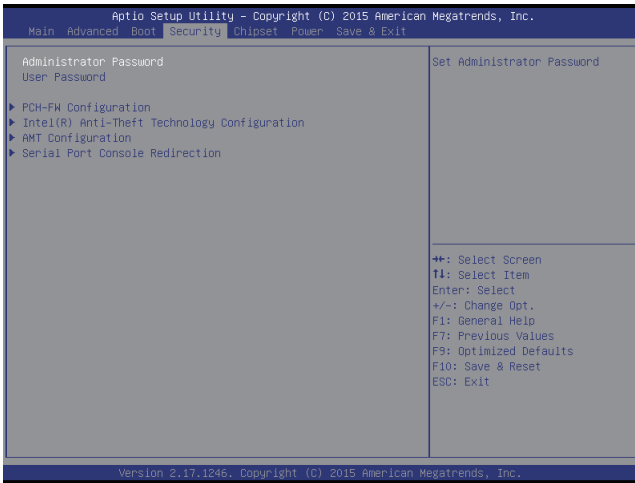 Aptio Setup Utility – Copyright (C) 2015 American Megatrends, Inc.
Main Advanced Boot Security Chipset Power Save & Exit
Administrator Password
User Password
PCH-FW Configuration
Intel(R) Anti-Theft Technology Configuration
AMT Configuration
Serial Port Console Redirection
Set Administrator Password
→←: Select Screen
↑↓: Select Item
Enter: Select
+/-: Change Opt.
F1: General Help
F7: Previous Values
F9: Optimized Defaults
F10: Save & Reset
ESC: Exit
Version 2.17.1246. Copyright (C) 2015 American Megatrends, Inc.